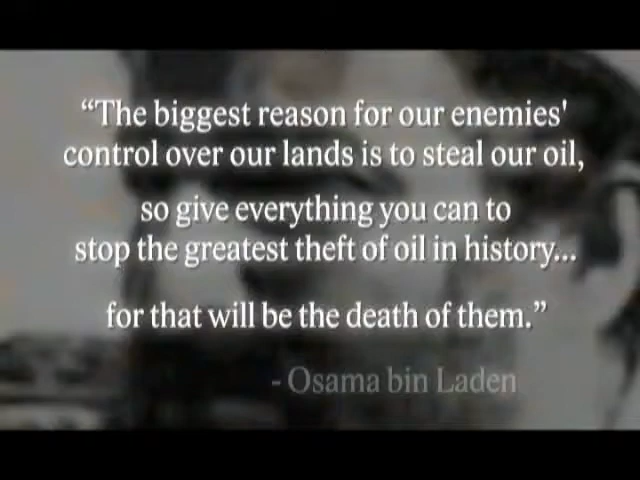 “The biggest reason for our enemies'
control over our lands is to steal our oil,
so give everything you can to
stop the greatest theft of oil in history...
for that will be the death of them.”
- Osama bin Laden